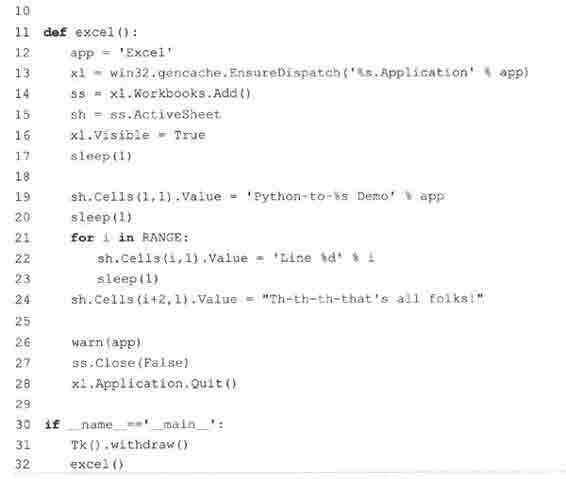 10
11 def excel():
12     app = 'Excel'
13     xl = win32.gencache.EnsureDispatch('%s.Application' % app)
14     ss = xl.Workbooks.Add()
15     sh = ss.ActiveSheet
16     xl.Visible = True
17     sleep(1)
18
19     sh.Cells(1,1).Value = 'Python-to-%s Demo' % app
20     sleep(1)
21     for i in RANGE:
22         sh.Cells(i,1).Value = 'Line %d' % i
23         sleep(1)
24     sh.Cells(i+2,1).Value = "Th-th-th-that's all folks!"
25
26     warn(app)
27     ss.Close(False)
28     xl.Application.Quit()
29
30 if __name__=='__main__':
31     Tk().withdraw()
32     excel()